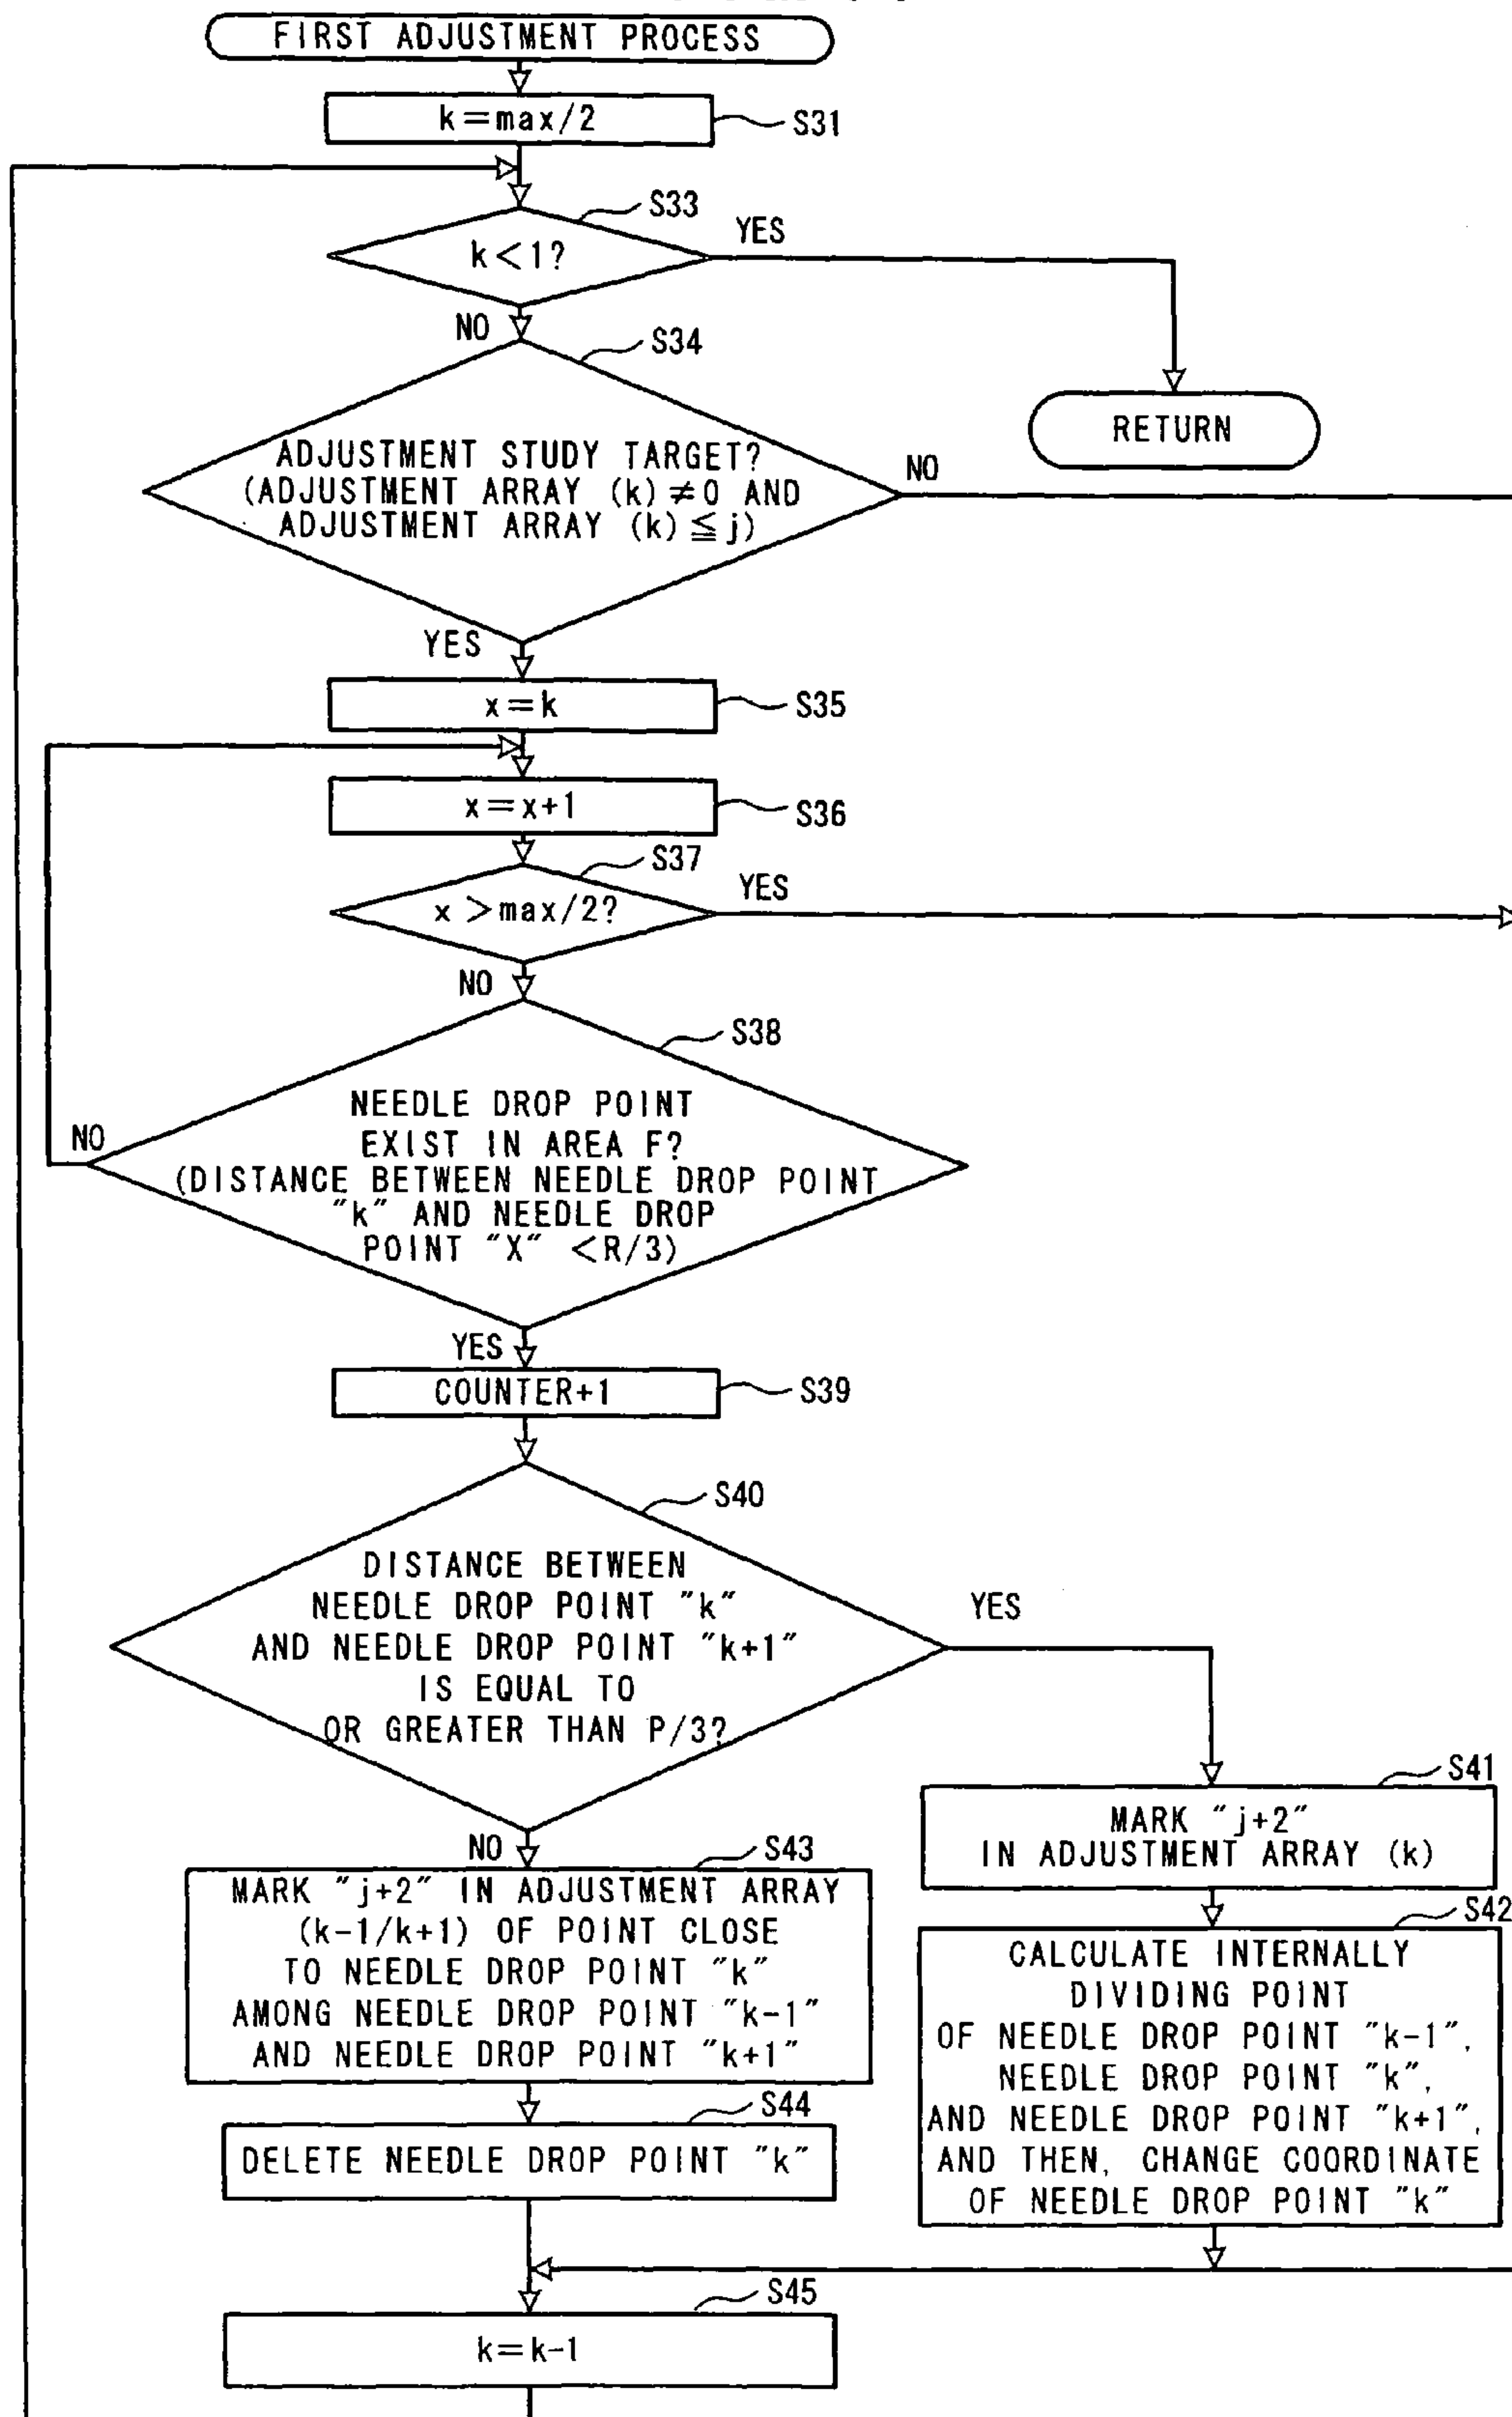 FIRST ADJUSTMENT PROCESS
k=max/2
S31
S33
k<1?
YES
NO
S34
RETURN
ADJUSTMENT STUDY TARGET?
(ADJUSTMENT ARRAY (k)≠0 AND
ADJUSTMENT ARRAY (k)≦j)
NO
YES
x=k
S35
x=x+1
S36
S37
x>max/2?
YES
NO
S38
NEEDLE DROP POINT
EXIST IN AREA F?
(DISTANCE BETWEEN NEEDLE DROP POINT
"k" AND NEEDLE DROP
POINT "X" <R/3)
NO
YES
COUNTER+1
S39
S40
DISTANCE BETWEEN
NEEDLE DROP POINT "k"
AND NEEDLE DROP POINT "k+1"
IS EQUAL TO
OR GREATER THAN P/3?
YES
NO
S41
MARK "j+2"
IN ADJUSTMENT ARRAY (k)
S43
MARK "j+2" IN ADJUSTMENT ARRAY
(k-1/k+1) OF POINT CLOSE
TO NEEDLE DROP POINT "k"
AMONG NEEDLE DROP POINT "k-1"
AND NEEDLE DROP POINT "k+1"
S42
CALCULATE INTERNALLY
DIVIDING POINT
OF NEEDLE DROP POINT "k-1",
NEEDLE DROP POINT "k",
AND NEEDLE DROP POINT "k+1",
AND THEN, CHANGE COORDINATE
OF NEEDLE DROP POINT "k"
S44
DELETE NEEDLE DROP POINT "k"
S45
k=k-1